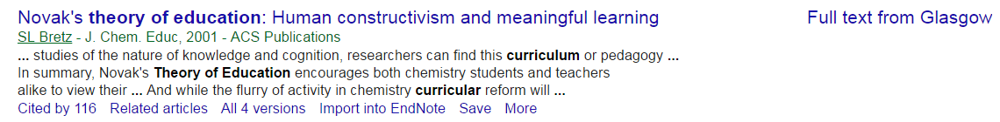 Novak's theory of education: Human constructivism and meaningful learning Full text from Glasgow
SL Bretz - J. Chem. Educ, 2001 - ACS Publications
... studies of the nature of knowledge and cognition, researchers can find this curriculum or pedagogy ...
In summary, Novak's Theory of Education encourages both chemistry students and teachers
alike to view their ... And while the flurry of activity in chemistry curricular reform will ...
Cited by 116 Related articles All 4 versions Import into EndNote Save More